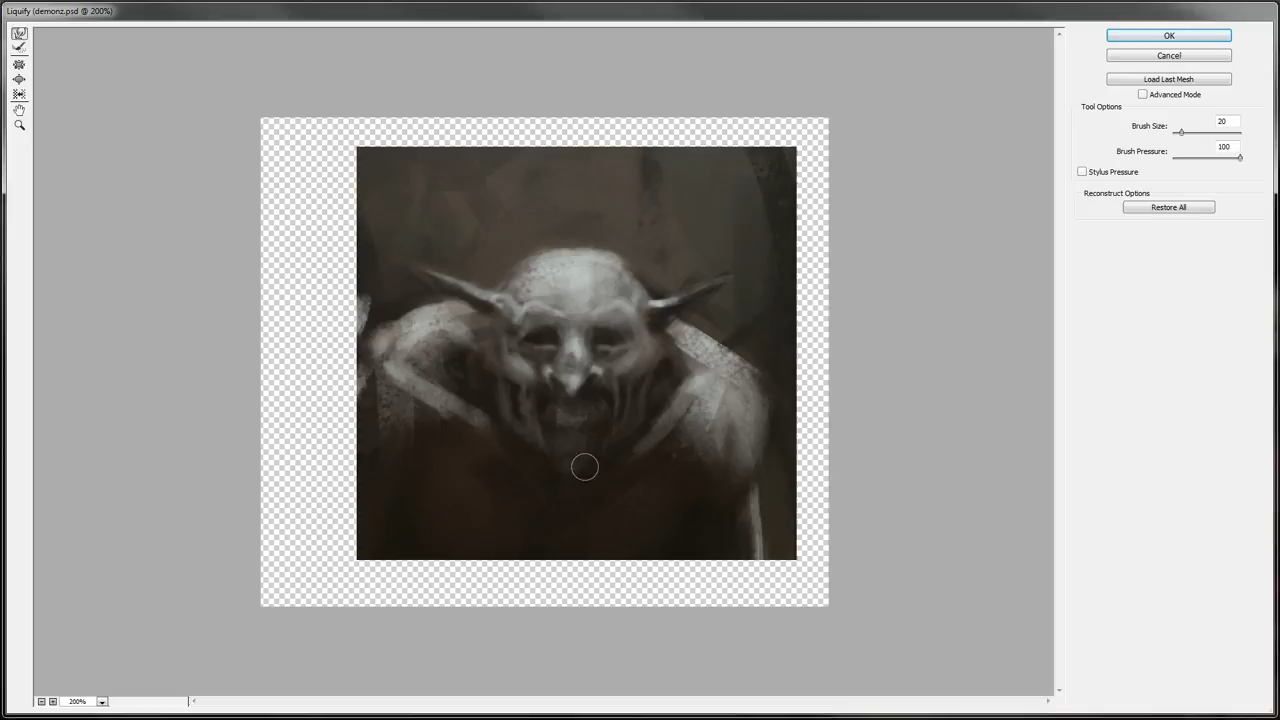 Liquify (demonz.psd @ 200%)
OK
Cancel
Load Last Mesh
Advanced Mode
Tool Options
Brush Size: 20
Brush Pressure: 100
Stylus Pressure
Reconstruct Options
Restore All
200%